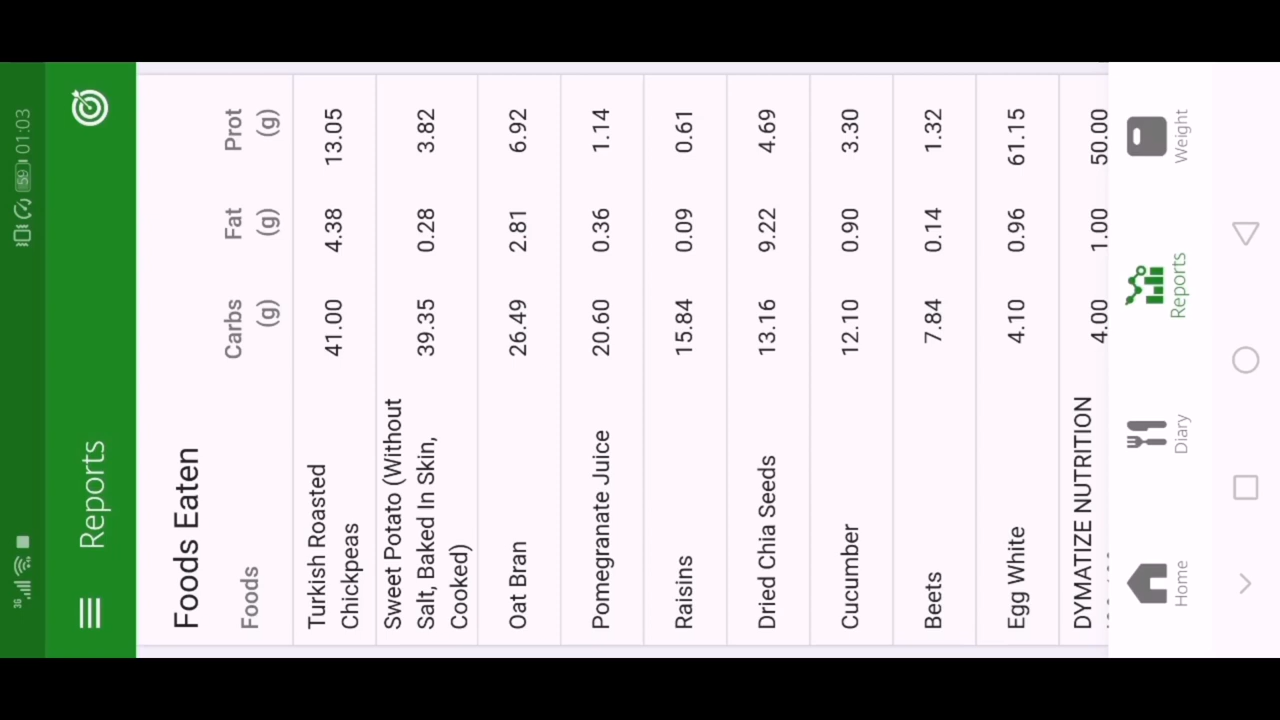 3G
59
01:03
Reports
Foods Eaten
Foods
Carbs (g)
Fat (g)
Prot (g)
Turkish Roasted
Chickpeas
41.00
4.38
13.05
Sweet Potato (Without
Salt, Baked In Skin,
Cooked)
39.35
0.28
3.82
Oat Bran
26.49
2.81
6.92
Pomegranate Juice
20.60
0.36
1.14
Raisins
15.84
0.09
0.61
Dried Chia Seeds
13.16
9.22
4.69
Cucumber
12.10
0.90
3.30
Beets
7.84
0.14
1.32
Egg White
4.10
0.96
61.15
DYMATIZE NUTRITION
4.00
1.00
50.00
Home
Diary
Reports
Weight